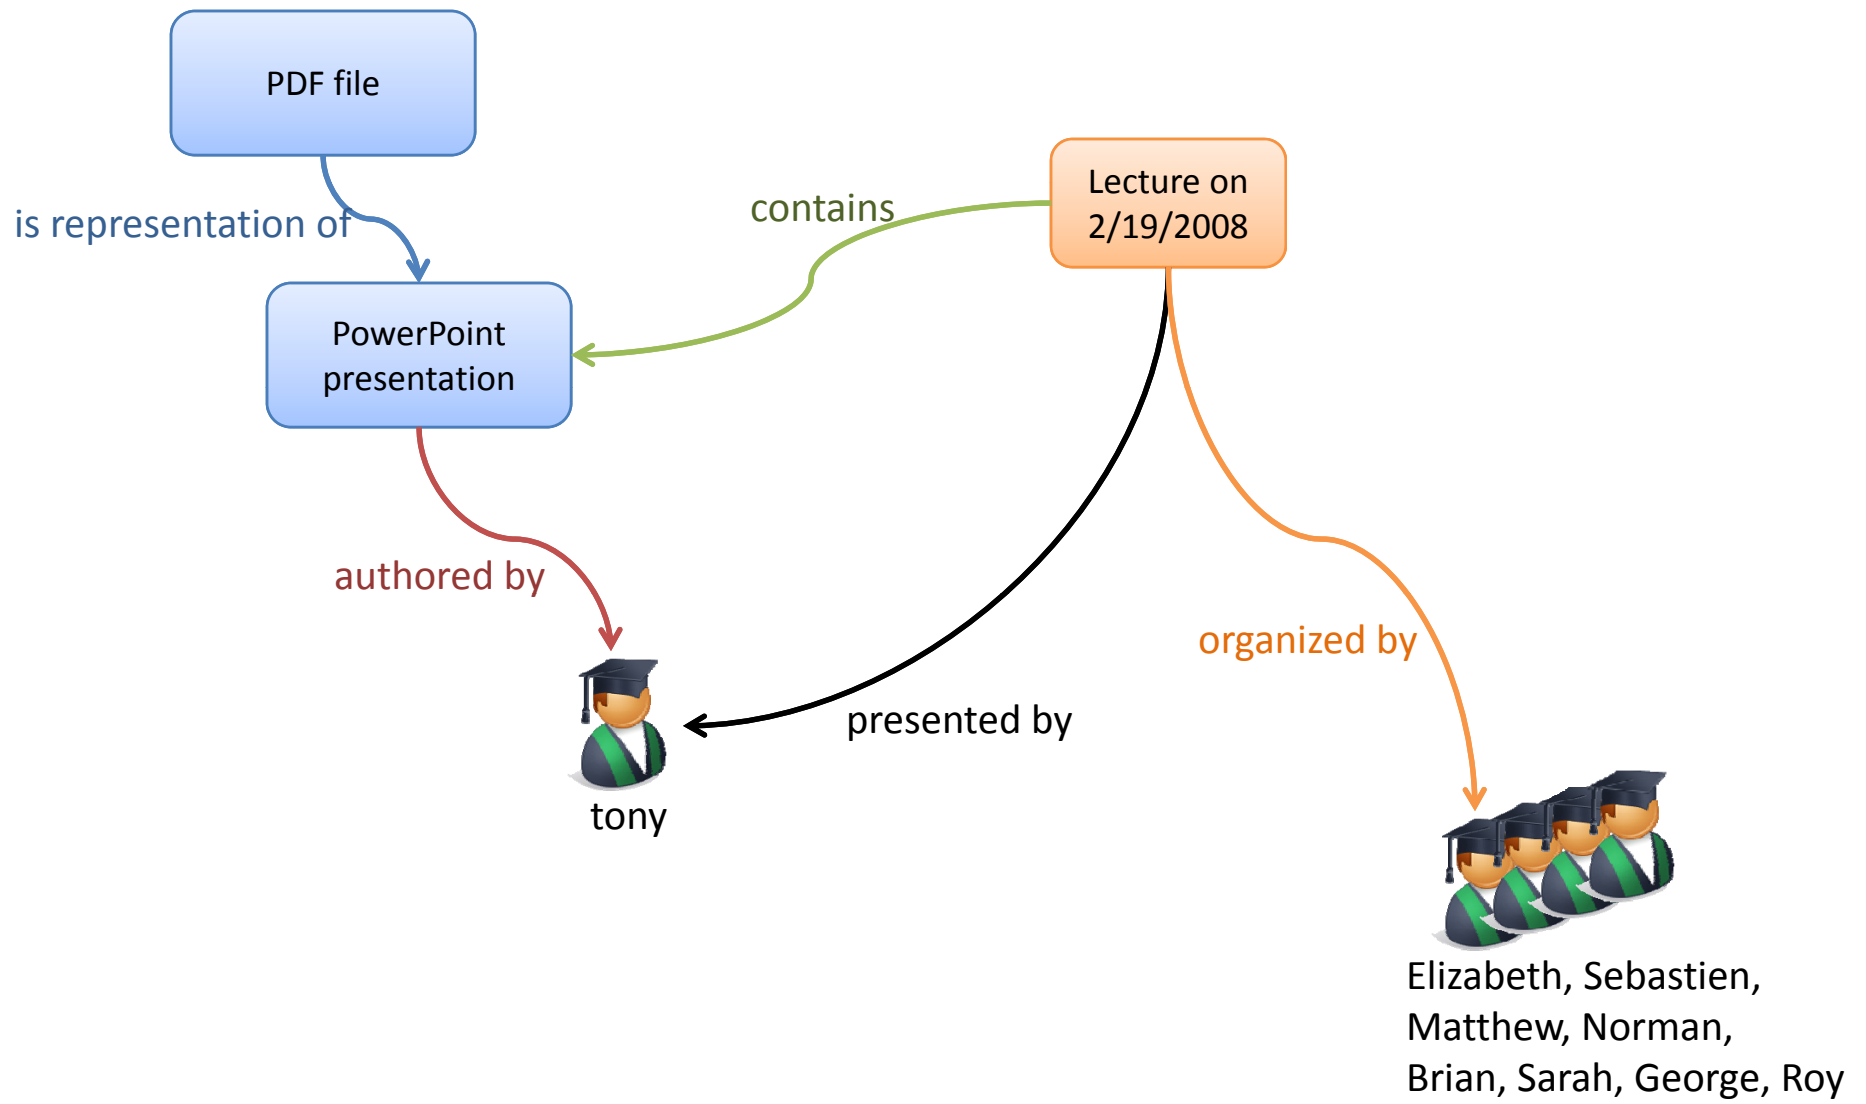 PDF file
Lecture on
2/19/2008
contains
is representation of
PowerPoint
presentation
authored by
organized by
presented by
tony
Elizabeth, Sebastien,
Matthew, Norman,
Brian, Sarah, George, Roy